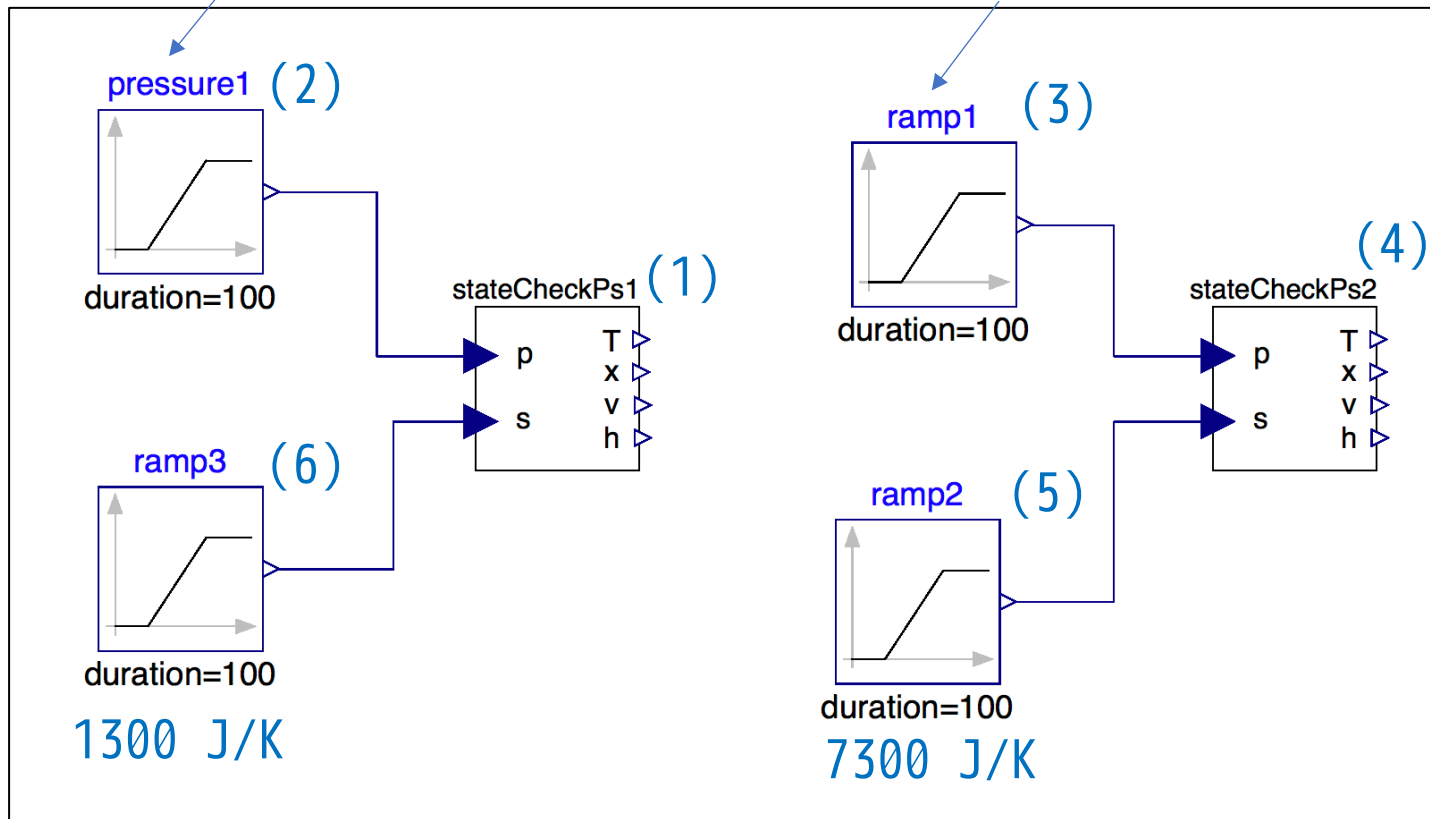 pressure1 (2)
duration=100
stateCheckPs1 (1)
p
s
T
x
v
h
ramp3 (6)
duration=100
1300 J/K
ramp1 (3)
duration=100
stateCheckPs2 (4)
p
s
T
x
v
h
ramp2 (5)
duration=100
7300 J/K